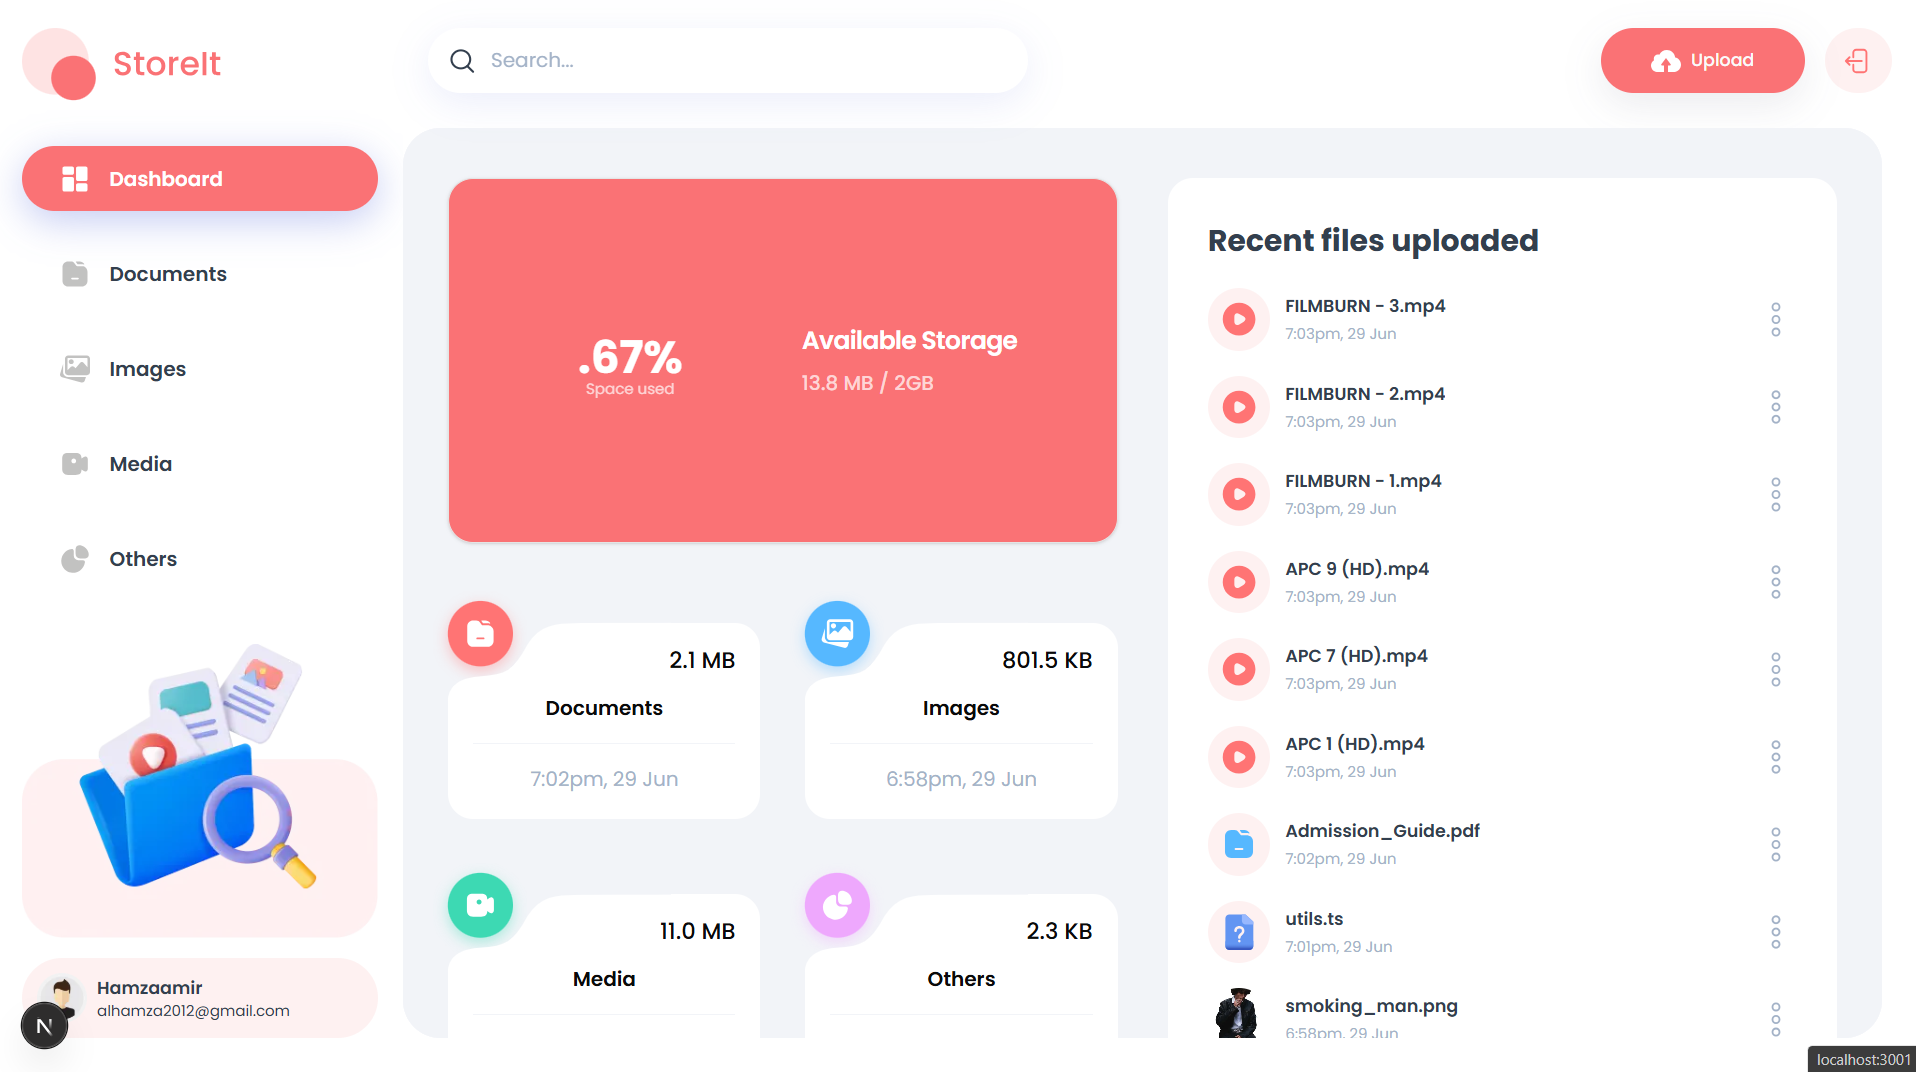 StoreIt
Search...
Upload
Dashboard
Documents
Images
Media
Others
Hamzaamir
alhamza2012@gmail.com
N
.67%
Space used
Available Storage
13.8 MB / 2GB
2.1 MB
Documents
7:02pm, 29 Jun
801.5 KB
Images
6:58pm, 29 Jun
11.0 MB
Media
2.3 KB
Others
Recent files uploaded
FILMBURN - 3.mp4
7:03pm, 29 Jun
FILMBURN - 2.mp4
7:03pm, 29 Jun
FILMBURN - 1.mp4
7:03pm, 29 Jun
APC 9 (HD).mp4
7:03pm, 29 Jun
APC 7 (HD).mp4
7:03pm, 29 Jun
APC 1 (HD).mp4
7:03pm, 29 Jun
Admission_Guide.pdf
7:02pm, 29 Jun
?
utils.ts
7:01pm, 29 Jun
smoking_man.png
6:58pm, 29 Jun
localhost:3001